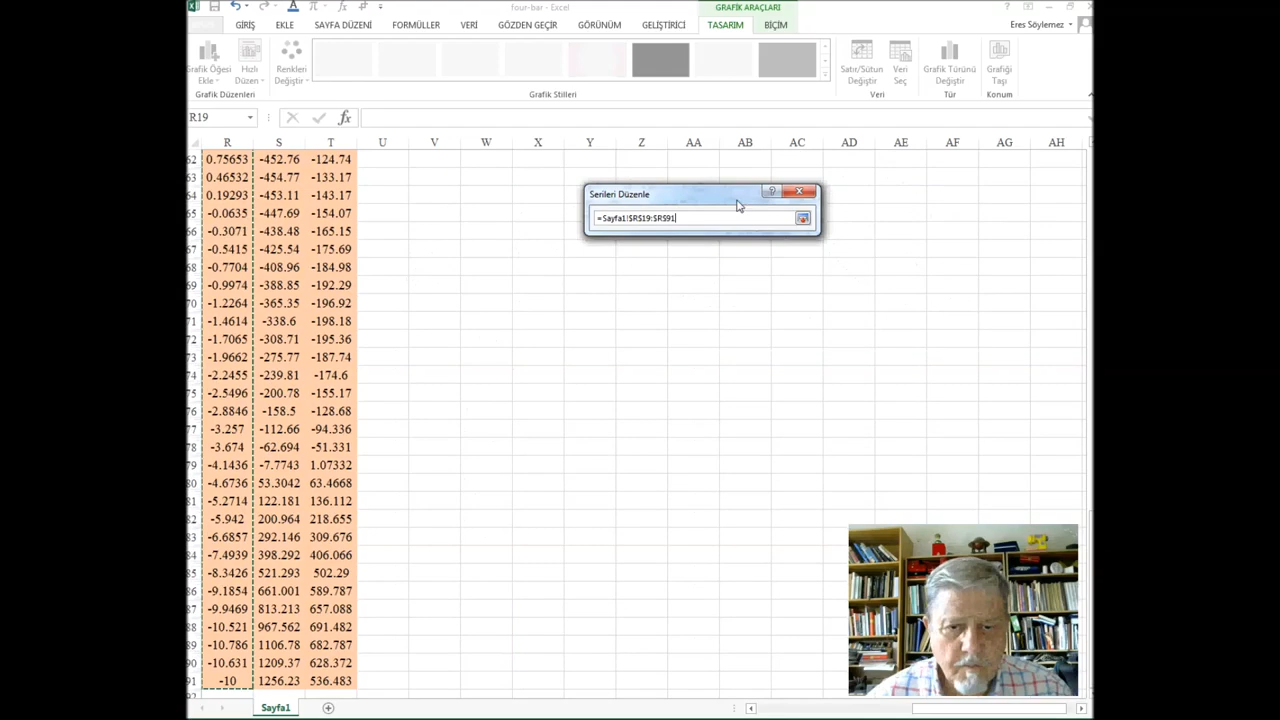 four-bar - Excel
GRAFİK ARAÇLARI
GİRİŞ EKLE SAYFA DÜZENİ FORMÜLLER VERİ GÖZDEN GEÇİR GÖRÜNÜM GELİŞTİRİCİ TASARIM BİÇİM Eres Söylemez
Grafik Öğesi Ekle
Hızlı Düzen
Renkleri Değiştir
Satır/Sütun Değiştir
Veri Seç
Grafik Türünü Değiştir
Grafiği Taşı
Grafik Düzenleri Grafik Stilleri Veri Tür Konum
R19 fx
R S T U V W X Y Z AA AB AC AD AE AF AG AH
62 0.75653 -452.76 -124.74
63 0.46532 -454.77 -133.17
64 0.19293 -453.11 -143.17
65 -0.0635 -447.69 -154.07
66 -0.3071 -438.48 -165.15
67 -0.5415 -425.54 -175.69
68 -0.7704 -408.96 -184.98
69 -0.9974 -388.85 -192.29
70 -1.2264 -365.35 -196.92
71 -1.4614 -338.6 -198.18
72 -1.7065 -308.71 -195.36
73 -1.9662 -275.77 -187.74
74 -2.2455 -239.81 -174.6
75 -2.5496 -200.78 -155.17
76 -2.8846 -158.5 -128.68
77 -3.257 -112.66 -94.336
78 -3.674 -62.694 -51.331
79 -4.1436 -7.7743 1.07332
80 -4.6736 53.3042 63.4668
81 -5.2714 122.181 136.112
82 -5.942 200.964 218.655
83 -6.6857 292.146 309.676
84 -7.4939 398.292 406.066
85 -8.3426 521.293 502.29
86 -9.1854 661.001 589.787
87 -9.9469 813.213 657.088
88 -10.521 967.562 691.482
89 -10.786 1106.78 682.787
90 -10.631 1209.37 628.372
91 -10 1256.23 536.483
Serileri Düzenle
=Sayfa1!$R$19:$R$91
Sayfa1